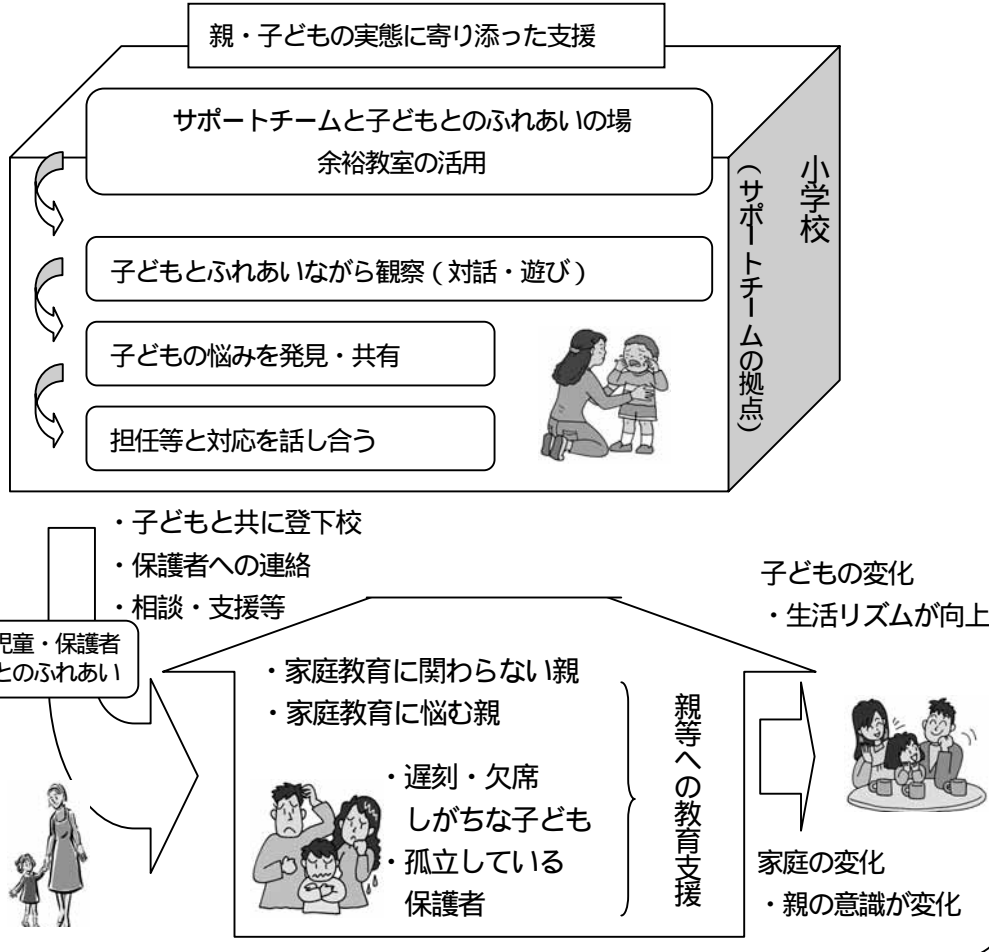 親・子どもの実態に寄り添った支援
サポートチームと子どもとのふれあいの場
余裕教室の活用
子どもとふれあいながら観察(対話・遊び)
子どもの悩みを発見・共有
担任等と対応を話し合う
小学校
(サポートチームの拠点)
・子どもと共に登下校
・保護者への連絡
・相談・支援等
児童・保護者
とのふれあい
・家庭教育に関わらない親
・家庭教育に悩む親
・遅刻・欠席
しがちな子ども
・孤立している
保護者
親等への教育支援
子どもの変化
・生活リズムが向上
家庭の変化
・親の意識が変化